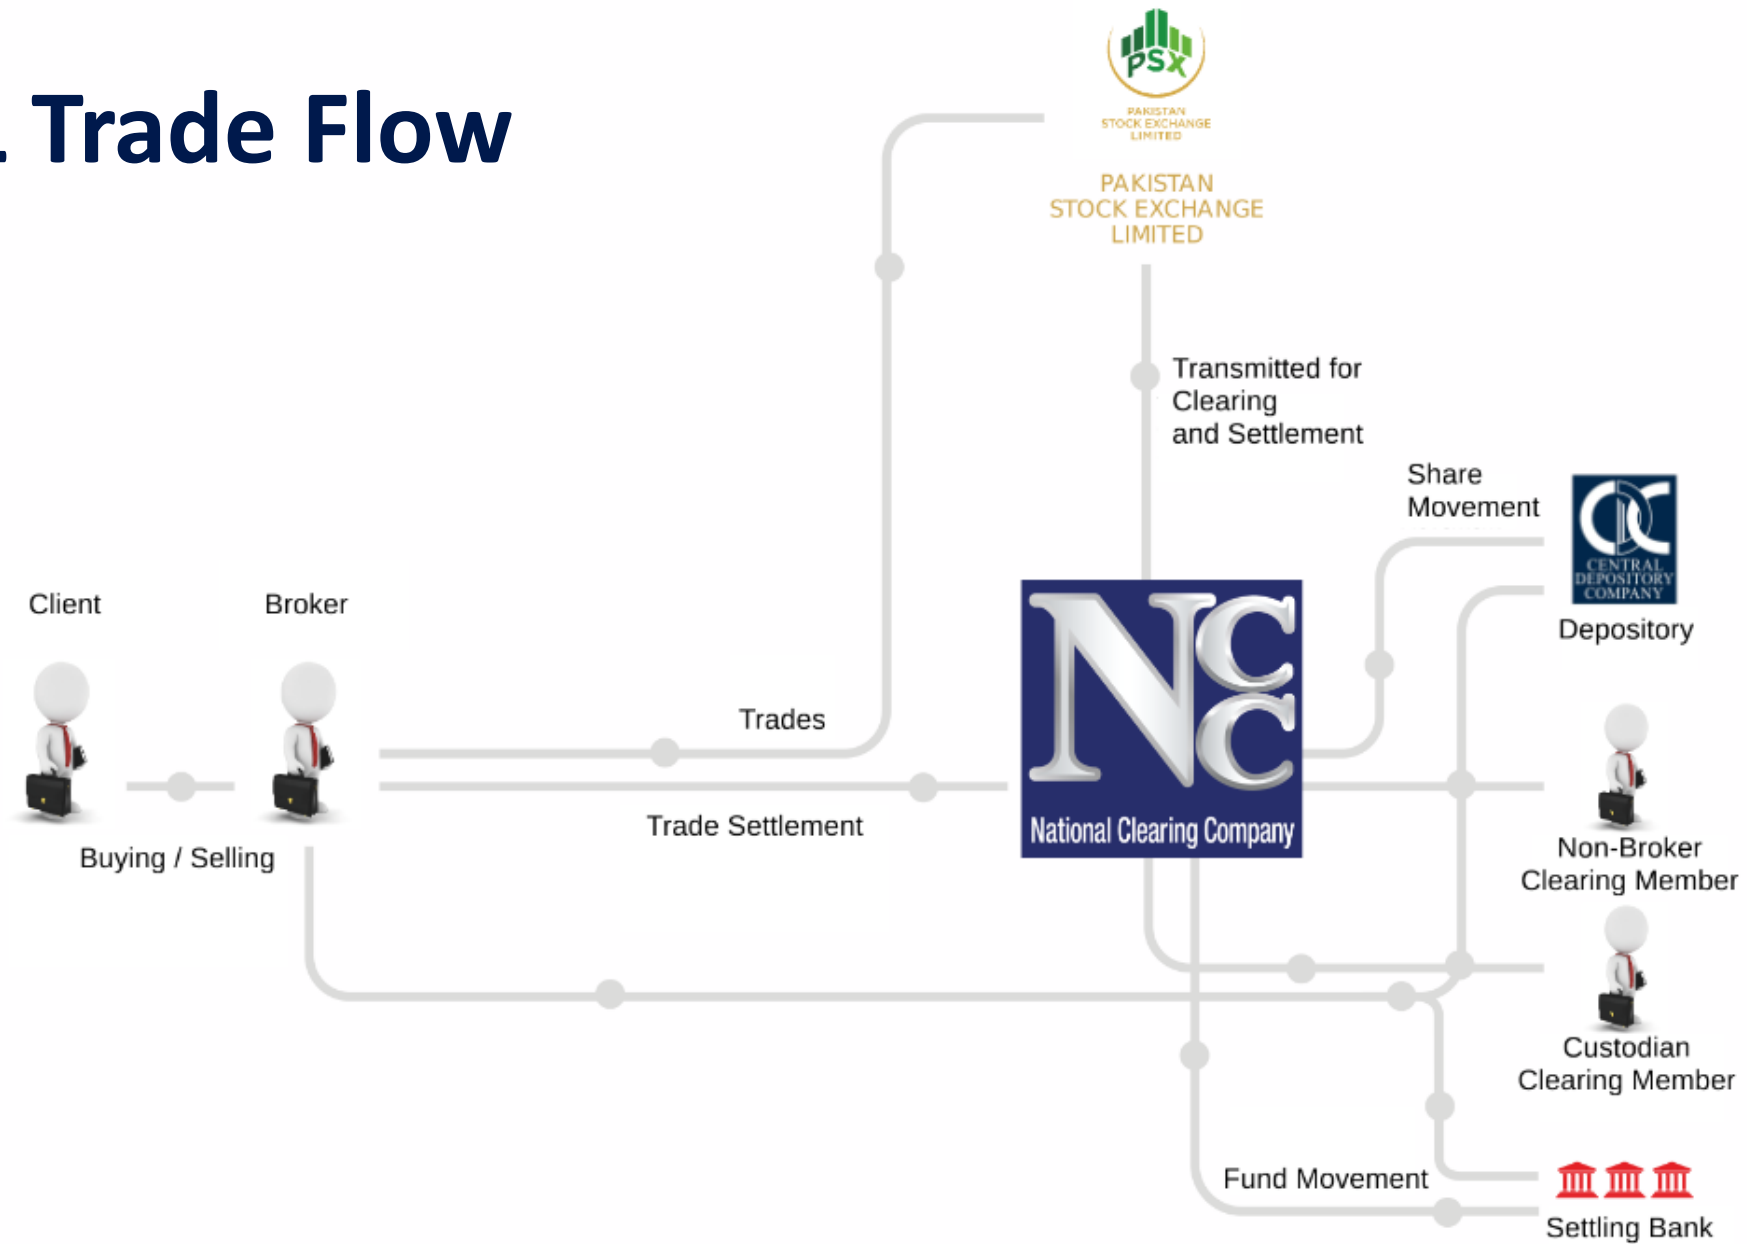 Trade Flow
PSX
PAKISTAN
STOCK EXCHANGE
LIMITED
PAKISTAN
STOCK EXCHANGE
LIMITED
Transmitted for
Clearing
and Settlement
Share
Movement
CENTRAL
DEPOSITORY
COMPANY
Depository
Client
Broker
Trades
NCC
National Clearing Company
Trade Settlement
Buying / Selling
Non-Broker
Clearing Member
Custodian
Clearing Member
Fund Movement
Settling Bank